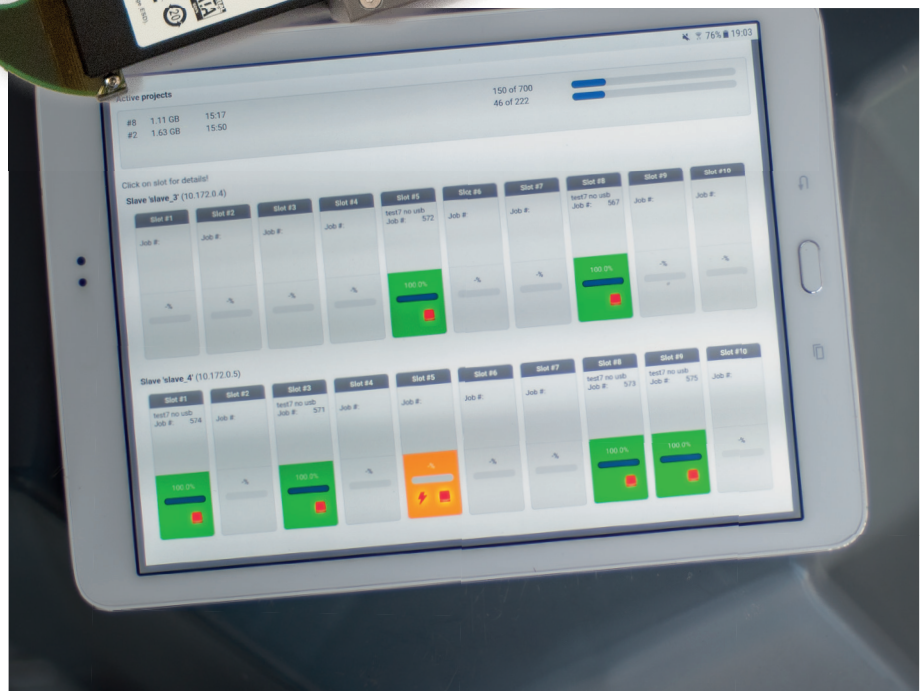 20
76% 19:03
Active projects
#8 1.11 GB 15:17 150 of 700
#2 1.63 GB 15:50 46 of 222
Click on slot for details!
Slave 'slave_3' (10.172.0.4)
Slot #1 Slot #2 Slot #3 Slot #4 Slot #5 Slot #6 Slot #7 Slot #8 Slot #9 Slot #10
test7 no usb test7 no usb
Job #: Job #: Job #: Job #: Job #: 572 Job #: Job #: Job #: 567 Job #: Job #:
-% -% -% -% 100.0% -% -% 100.0% -% -%
Slave 'slave_4' (10.172.0.5)
Slot #1 Slot #2 Slot #3 Slot #4 Slot #5 Slot #6 Slot #7 Slot #8 Slot #9 Slot #10
test7 no usb test7 no usb test7 no usb test7 no usb
Job #: 574 Job #: Job #: 571 Job #: Job #: Job #: Job #: Job #: 573 Job #: 575 Job #:
100.0% -% 100.0% -% -% -% -% 100.0% 100.0% -%